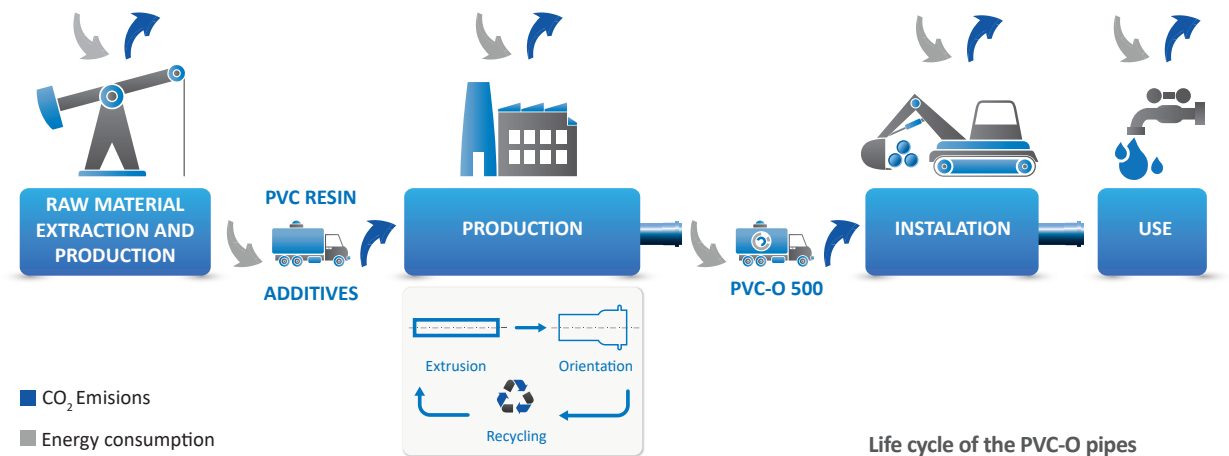 RAW MATERIAL
EXTRACTION AND
PRODUCTION
PVC RESIN
ADDITIVES
PRODUCTION
PVC-O 500
INSTALATION
USE
Extrusion
Orientation
Recycling
CO2 Emisions
Energy consumption
Life cycle of the PVC-O pipes